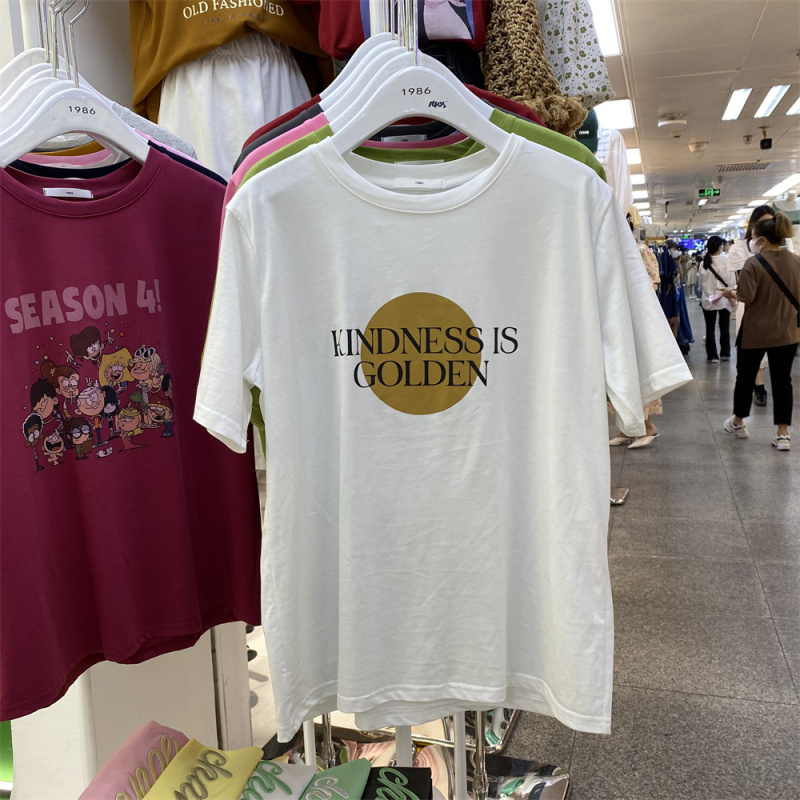 OLD FASHIONED
1986
1986
SEASON 4!
KINDNESS IS
GOLDEN